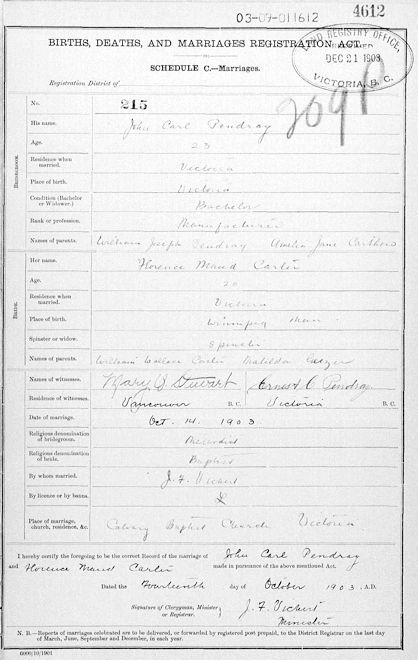 03-09-011612
4612
BIRTHS, DEATHS, AND MARRIAGES REGISTRATION ACT.
REGISTRY OFFICE,
DEC 21 1903
VICTORIA, B. C.
SCHEDULE C.—Marriages.
Registration District of
No. 215
BRIDEGROOM.
His name. John Carl Pendray
Age. 23
Residence when married. Victoria
Place of birth. Victoria
Condition (Bachelor or Widower.) Bachelor
Rank or profession. Manufacturer
Names of parents. William Joseph Pendray Amelia Jane
BRIDE.
Her name. Florence Maud Carlin
Age. 20
Residence when married. Victoria
Place of birth. Winnipeg Man
Spinster or widow. Spinster
Names of parents. William Wallace Carlin Matilda
Names of witnesses. Mary Stewart Ernest C Pendray
Residence of witnesses. Vancouver B. C. Victoria B. C.
Date of marriage. Oct. 14. 1903
Religious denomination of bridegroom. Methodist
Religious denomination of bride. Baptist
By whom married. J. F. Vichert
By licence or by banns. L
Place of marriage, church, residence, &c. Calvary Baptist Church Victoria
I hereby certify the foregoing to be the correct Record of the marriage of John Carl Pendray
and Florence Maud Carlin made in pursuance of the above mentioned Act.
Dated the Fourteenth day of October 1903. A.D.
Signature of Clergyman, Minister, or Registrar. J. F. Vichert
Minister
N. B.—Reports of marriages celebrated are to be delivered, or forwarded by registered post prepaid, to the District Registrar on the last day
of March, June, September and December, in each year.
6000|10|1901